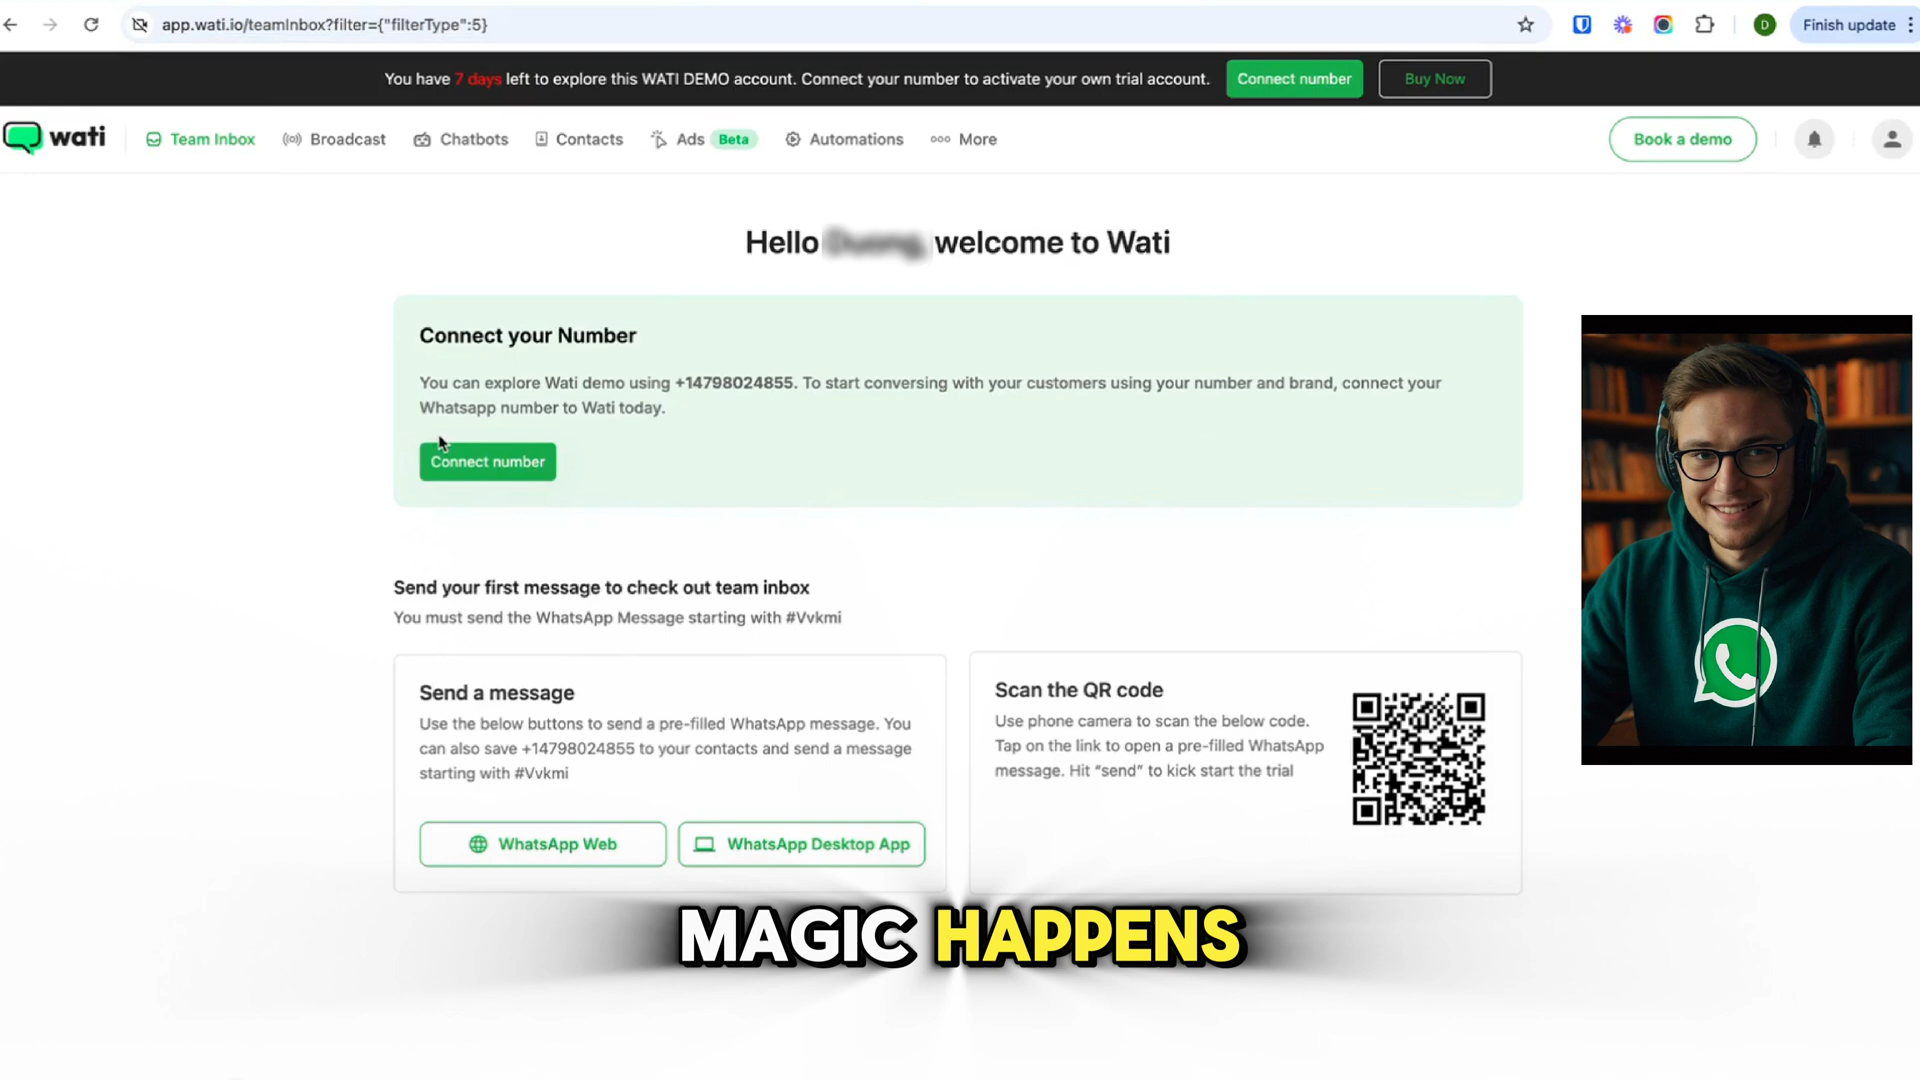 app.wati.io/teamInbox?filter={"filterType":5}
D
Finish update
You have 7 days left to explore this WATI DEMO account. Connect your number to activate your own trial account.
Connect number
Buy Now
wati
Team Inbox
Broadcast
Chatbots
Contacts
Ads
Beta
Automations
More
Book a demo
Hello
welcome to Wati
Connect your Number
You can explore Wati demo using +14798024855. To start conversing with your customers using your number and brand, connect your
Whatsapp number to Wati today.
Connect number
Send your first message to check out team inbox
You must send the WhatsApp Message starting with #Vvkmi
Send a message
Use the below buttons to send a pre-filled WhatsApp message. You
can also save +14798024855 to your contacts and send a message
starting with #Vvkmi
WhatsApp Web
WhatsApp Desktop App
Scan the QR code
Use phone camera to scan the below code.
Tap on the link to open a pre-filled WhatsApp
message. Hit “send” to kick start the trial
MAGIC HAPPENS